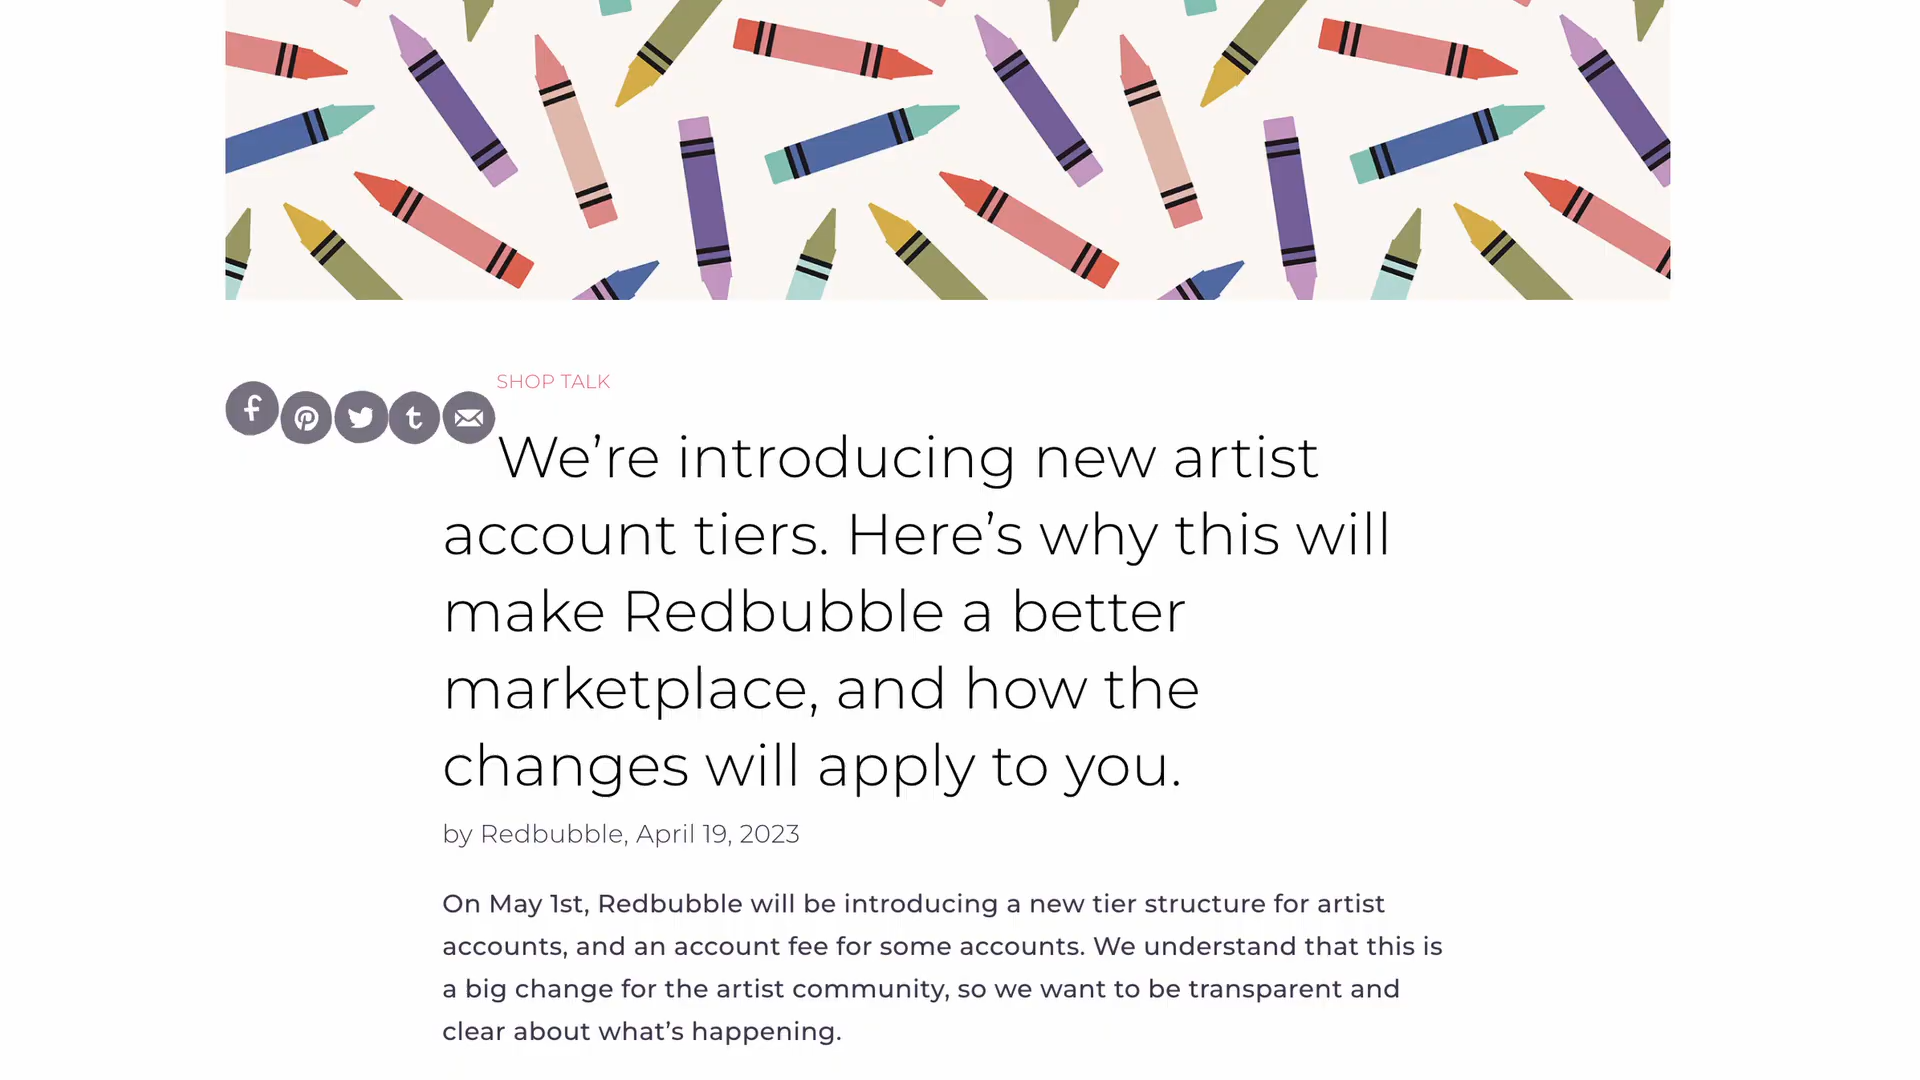 SHOP TALK
We’re introducing new artist
account tiers. Here’s why this will
make Redbubble a better
marketplace, and how the
changes will apply to you.
by Redbubble, April 19, 2023
On May 1st, Redbubble will be introducing a new tier structure for artist
accounts, and an account fee for some accounts. We understand that this is
a big change for the artist community, so we want to be transparent and
clear about what’s happening.